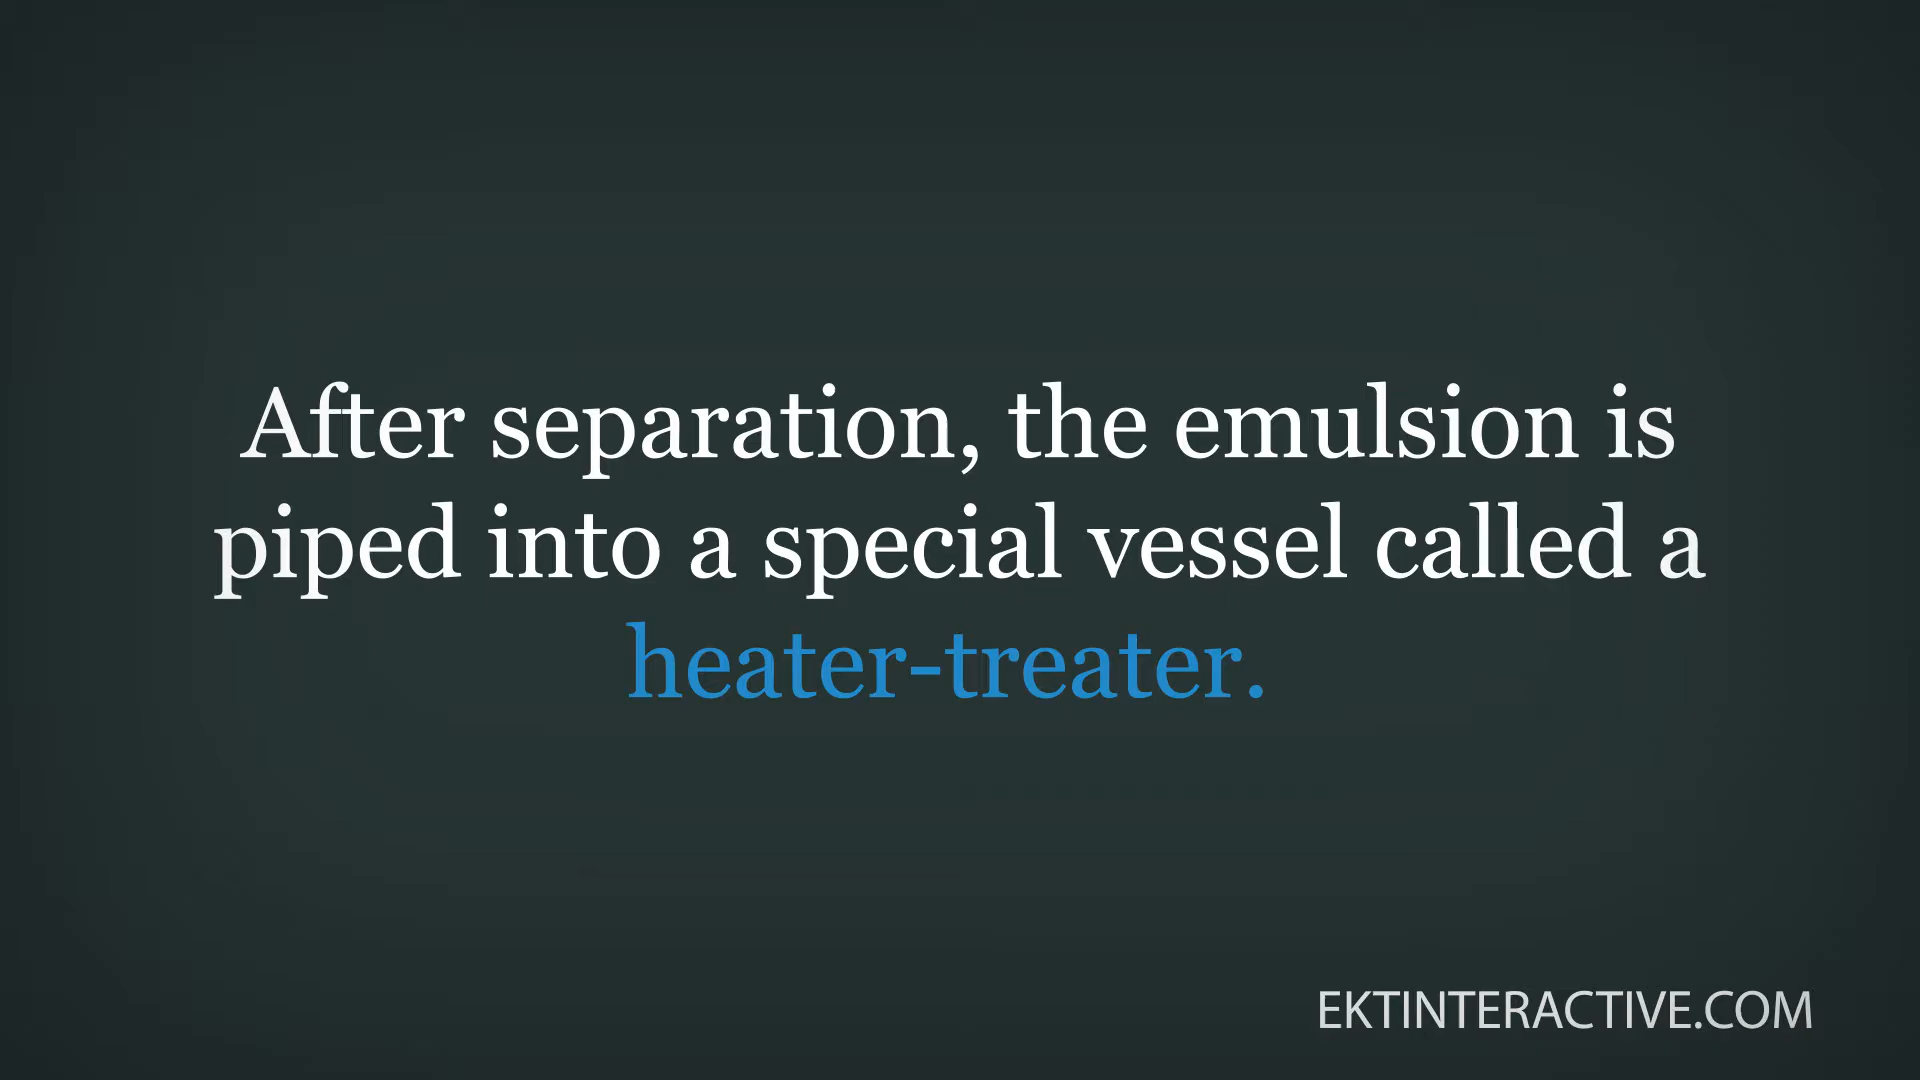 After separation, the emulsion is
piped into a special vessel called a
heater-treater.
EKTINTERACTIVE.COM